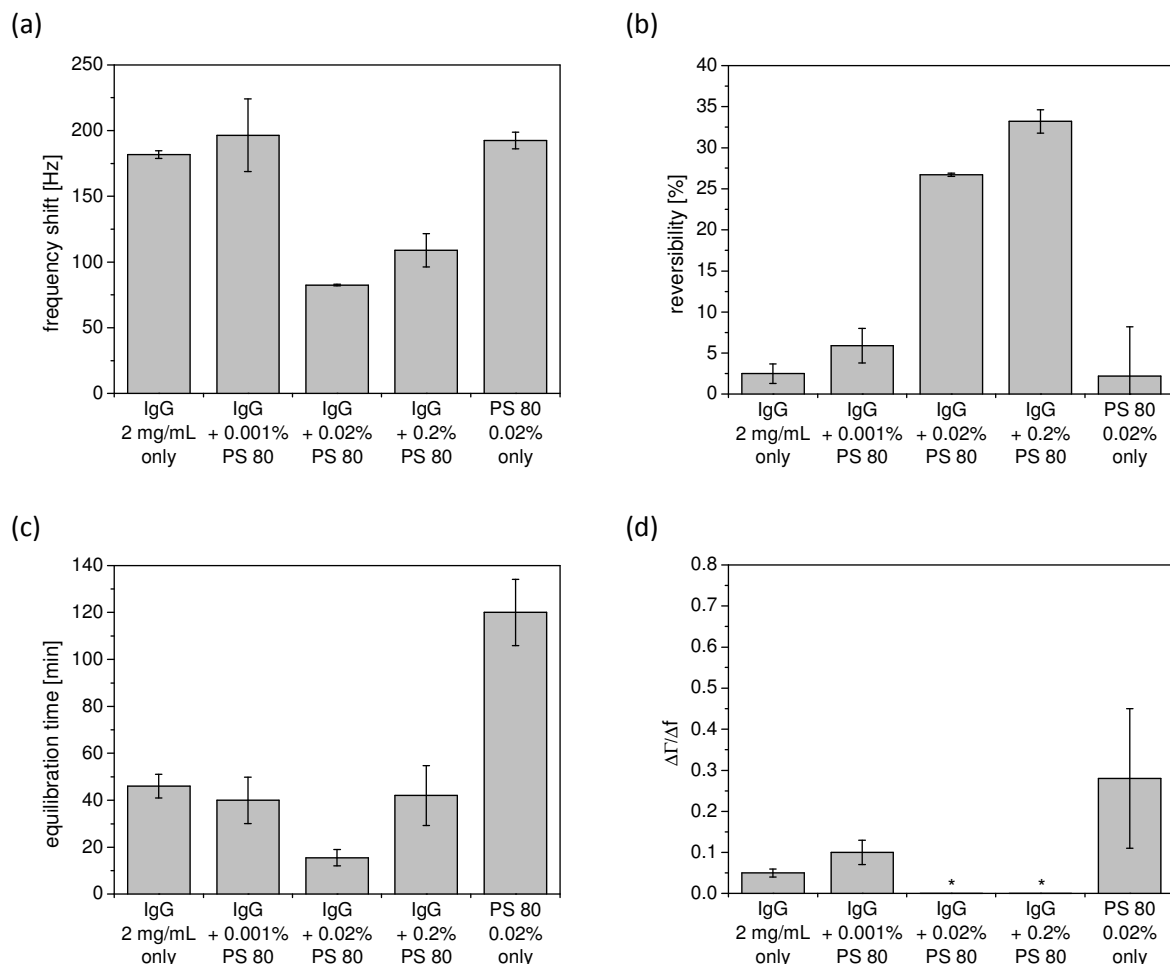 (a)
250
200
150
100
50
0
frequency shift [Hz]
IgG IgG IgG IgG PS 80
2 mg/mL + 0.001% + 0.02% + 0.2% 0.02%
only PS 80 PS 80 PS 80 only
(b)
40
35
30
25
20
15
10
5
0
reversibility [%]
IgG IgG IgG IgG PS 80
2 mg/mL + 0.001% + 0.02% + 0.2% 0.02%
only PS 80 PS 80 PS 80 only
(c)
140
120
100
80
60
40
20
0
equilibration time [min]
IgG IgG IgG IgG PS 80
2 mg/mL + 0.001% + 0.02% + 0.2% 0.02%
only PS 80 PS 80 PS 80 only
(d)
0.8
0.7
0.6
0.5
0.4
0.3
0.2
0.1
0.0
ΔΓ/Δf
* *
IgG IgG IgG IgG PS 80
2 mg/mL + 0.001% + 0.02% + 0.2% 0.02%
only PS 80 PS 80 PS 80 only